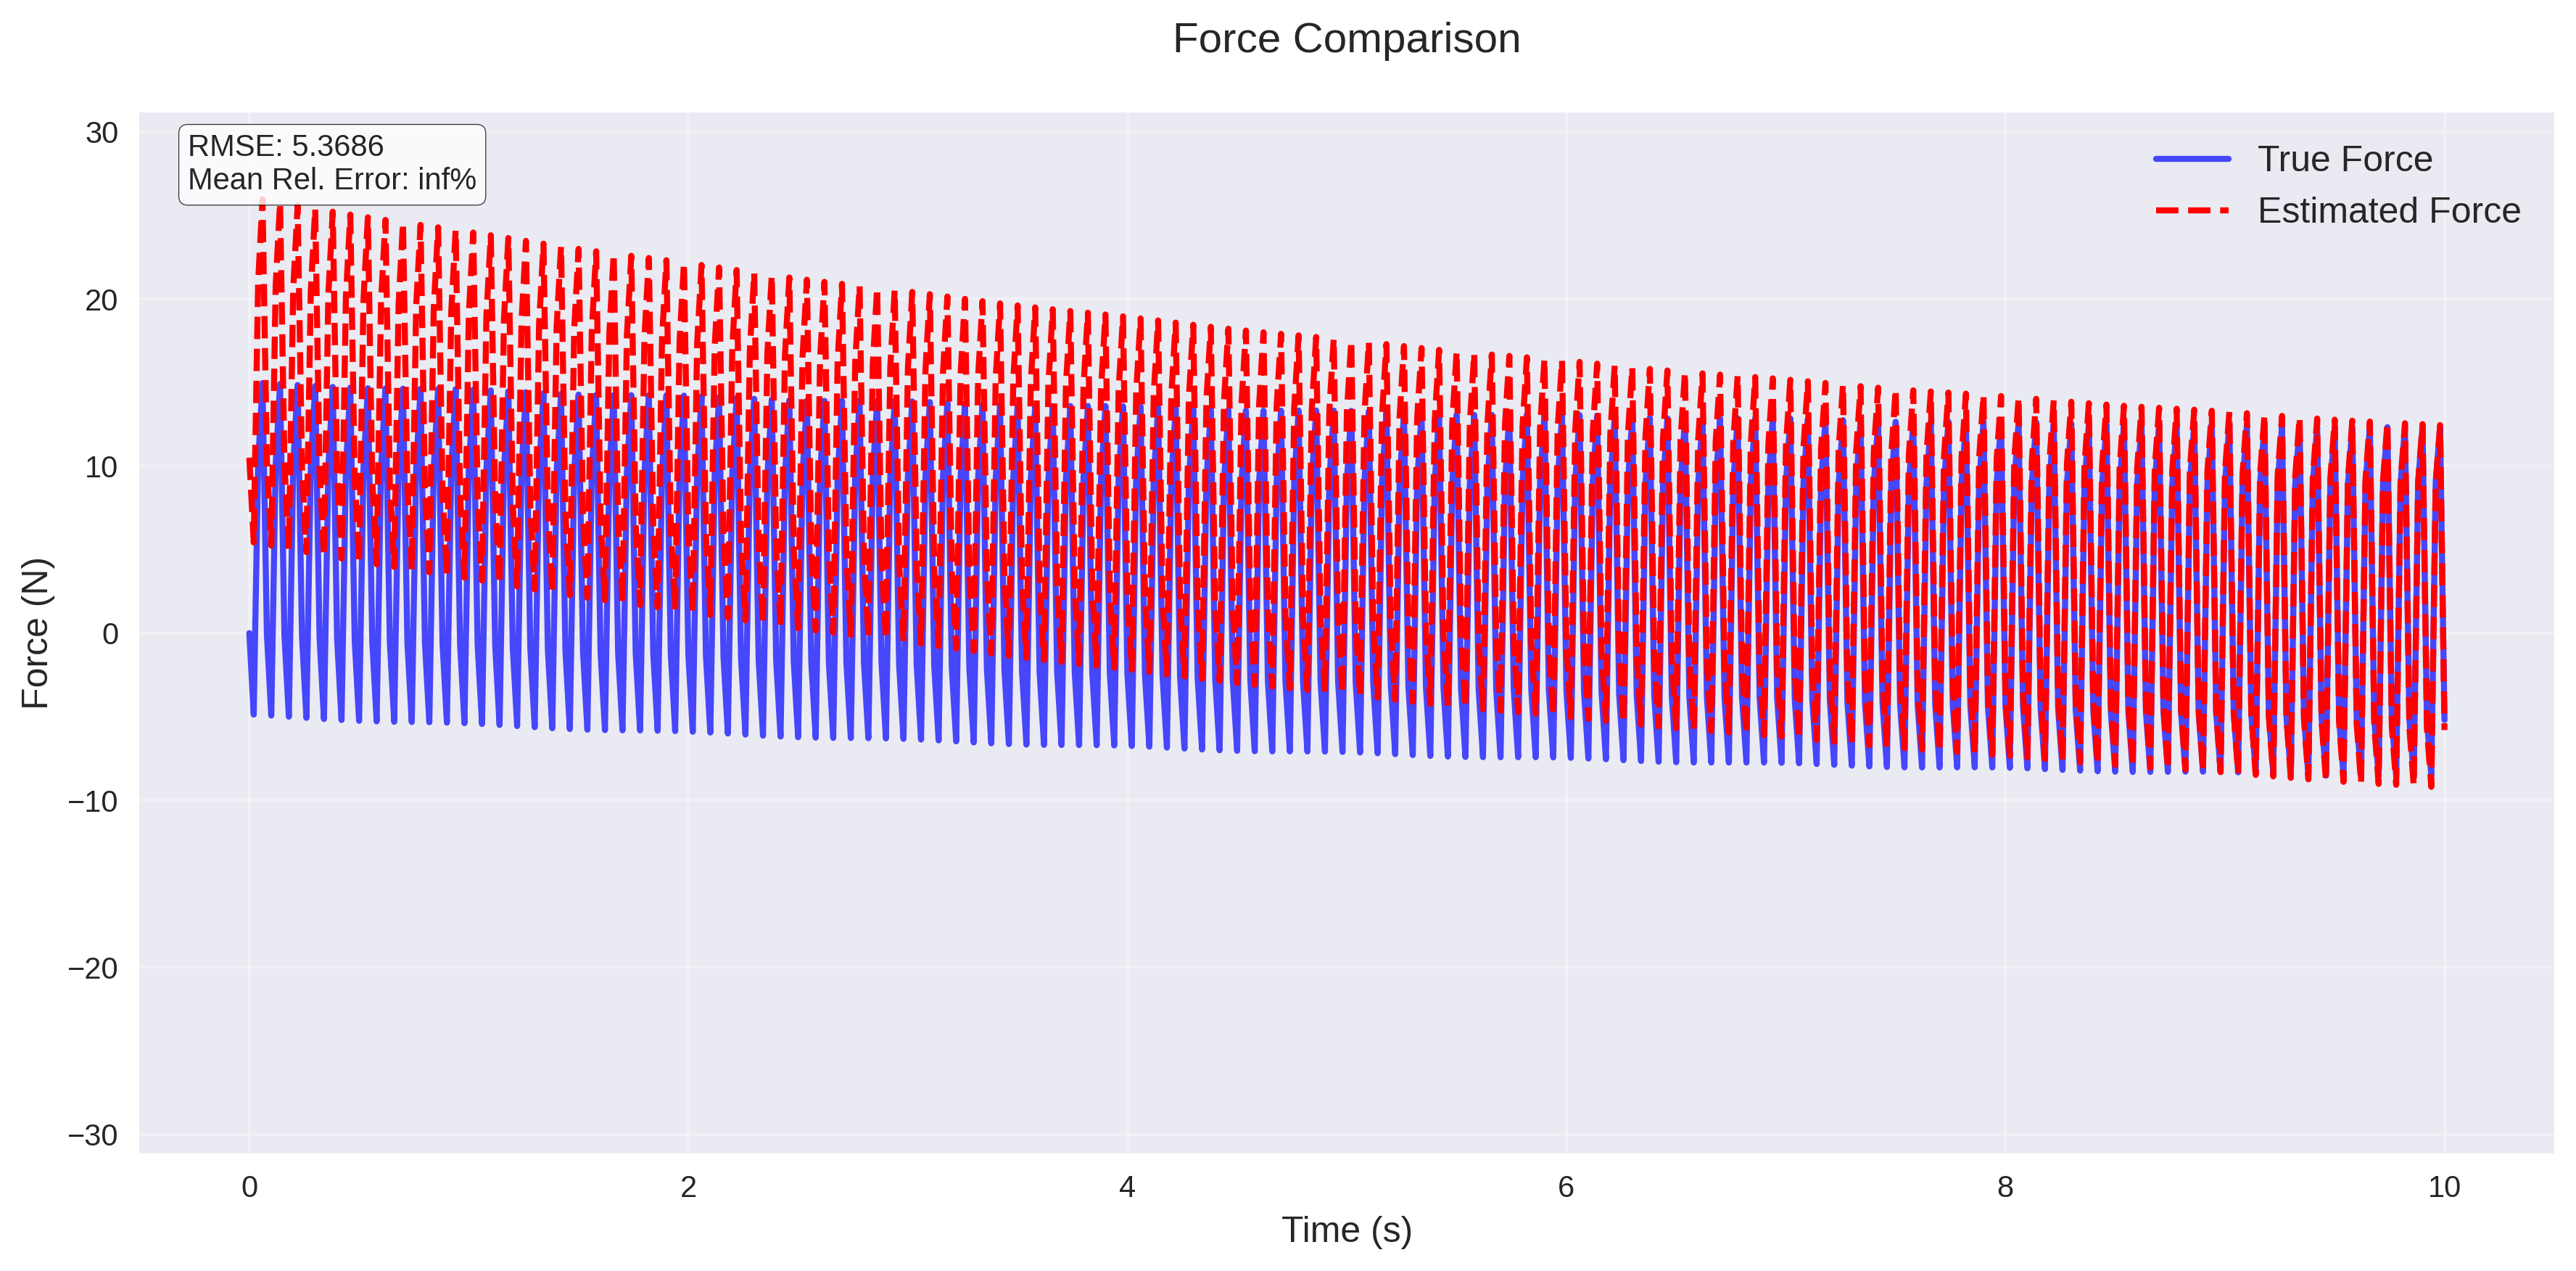 Force Comparison
RMSE: 5.3686
Mean Rel. Error: inf%
True Force
Estimated Force
30
20
10
0
−10
−20
−30
Force (N)
0
2
4
6
8
10
Time (s)